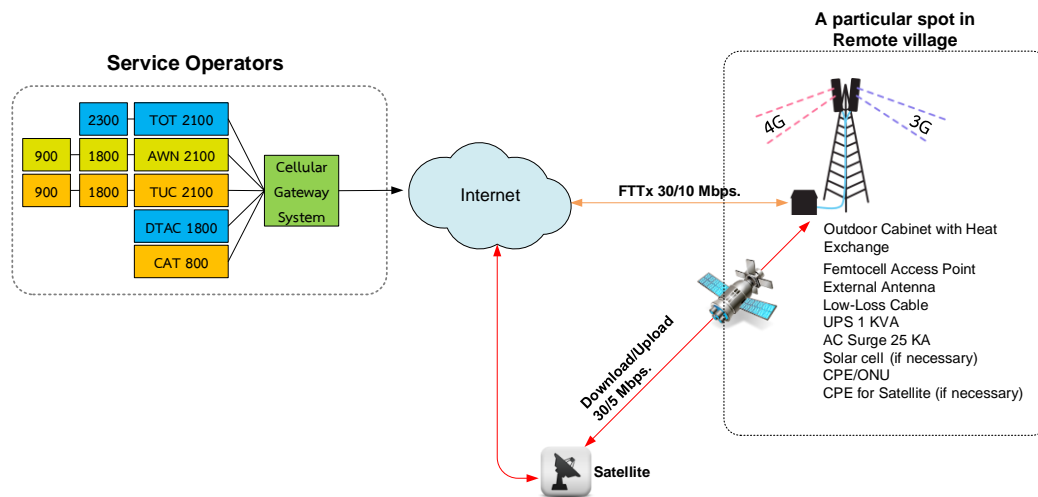 Service Operators
2300
TOT 2100
900
1800
AWN 2100
900
1800
TUC 2100
DTAC 1800
CAT 800
Cellular
Gateway
System
Internet
FTTx 30/10 Mbps.
Download/Upload
30/5 Mbps.
Satellite
A particular spot in
Remote village
4G
3G
Outdoor Cabinet with Heat
Exchange
Femtocell Access Point
External Antenna
Low-Loss Cable
UPS 1 KVA
AC Surge 25 KA
Solar cell (if necessary)
CPE/ONU
CPE for Satellite (if necessary)